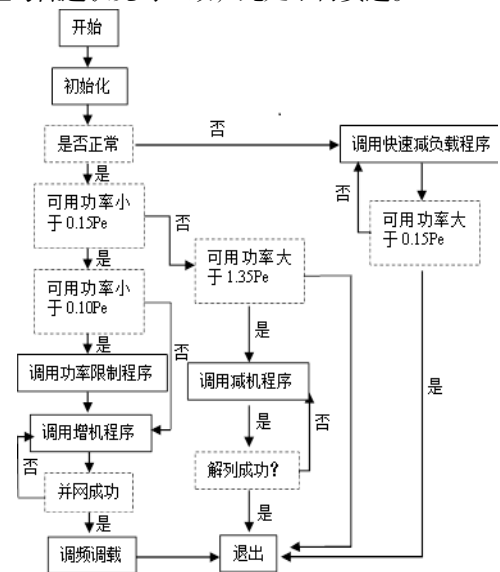 开始
初始化
是否正常
否
调用快速减负载程序
是
否
可用功率小
于0.15Pe
否
可用功率大
于0.15Pe
可用功率大
于1.35Pe
是
可用功率小
于0.10Pe
是
否
是
是
调用功率限制程序
调用减机程序
调用增机程序
是
否
否
解列成功？
并网成功
是
是
调频调载
退出